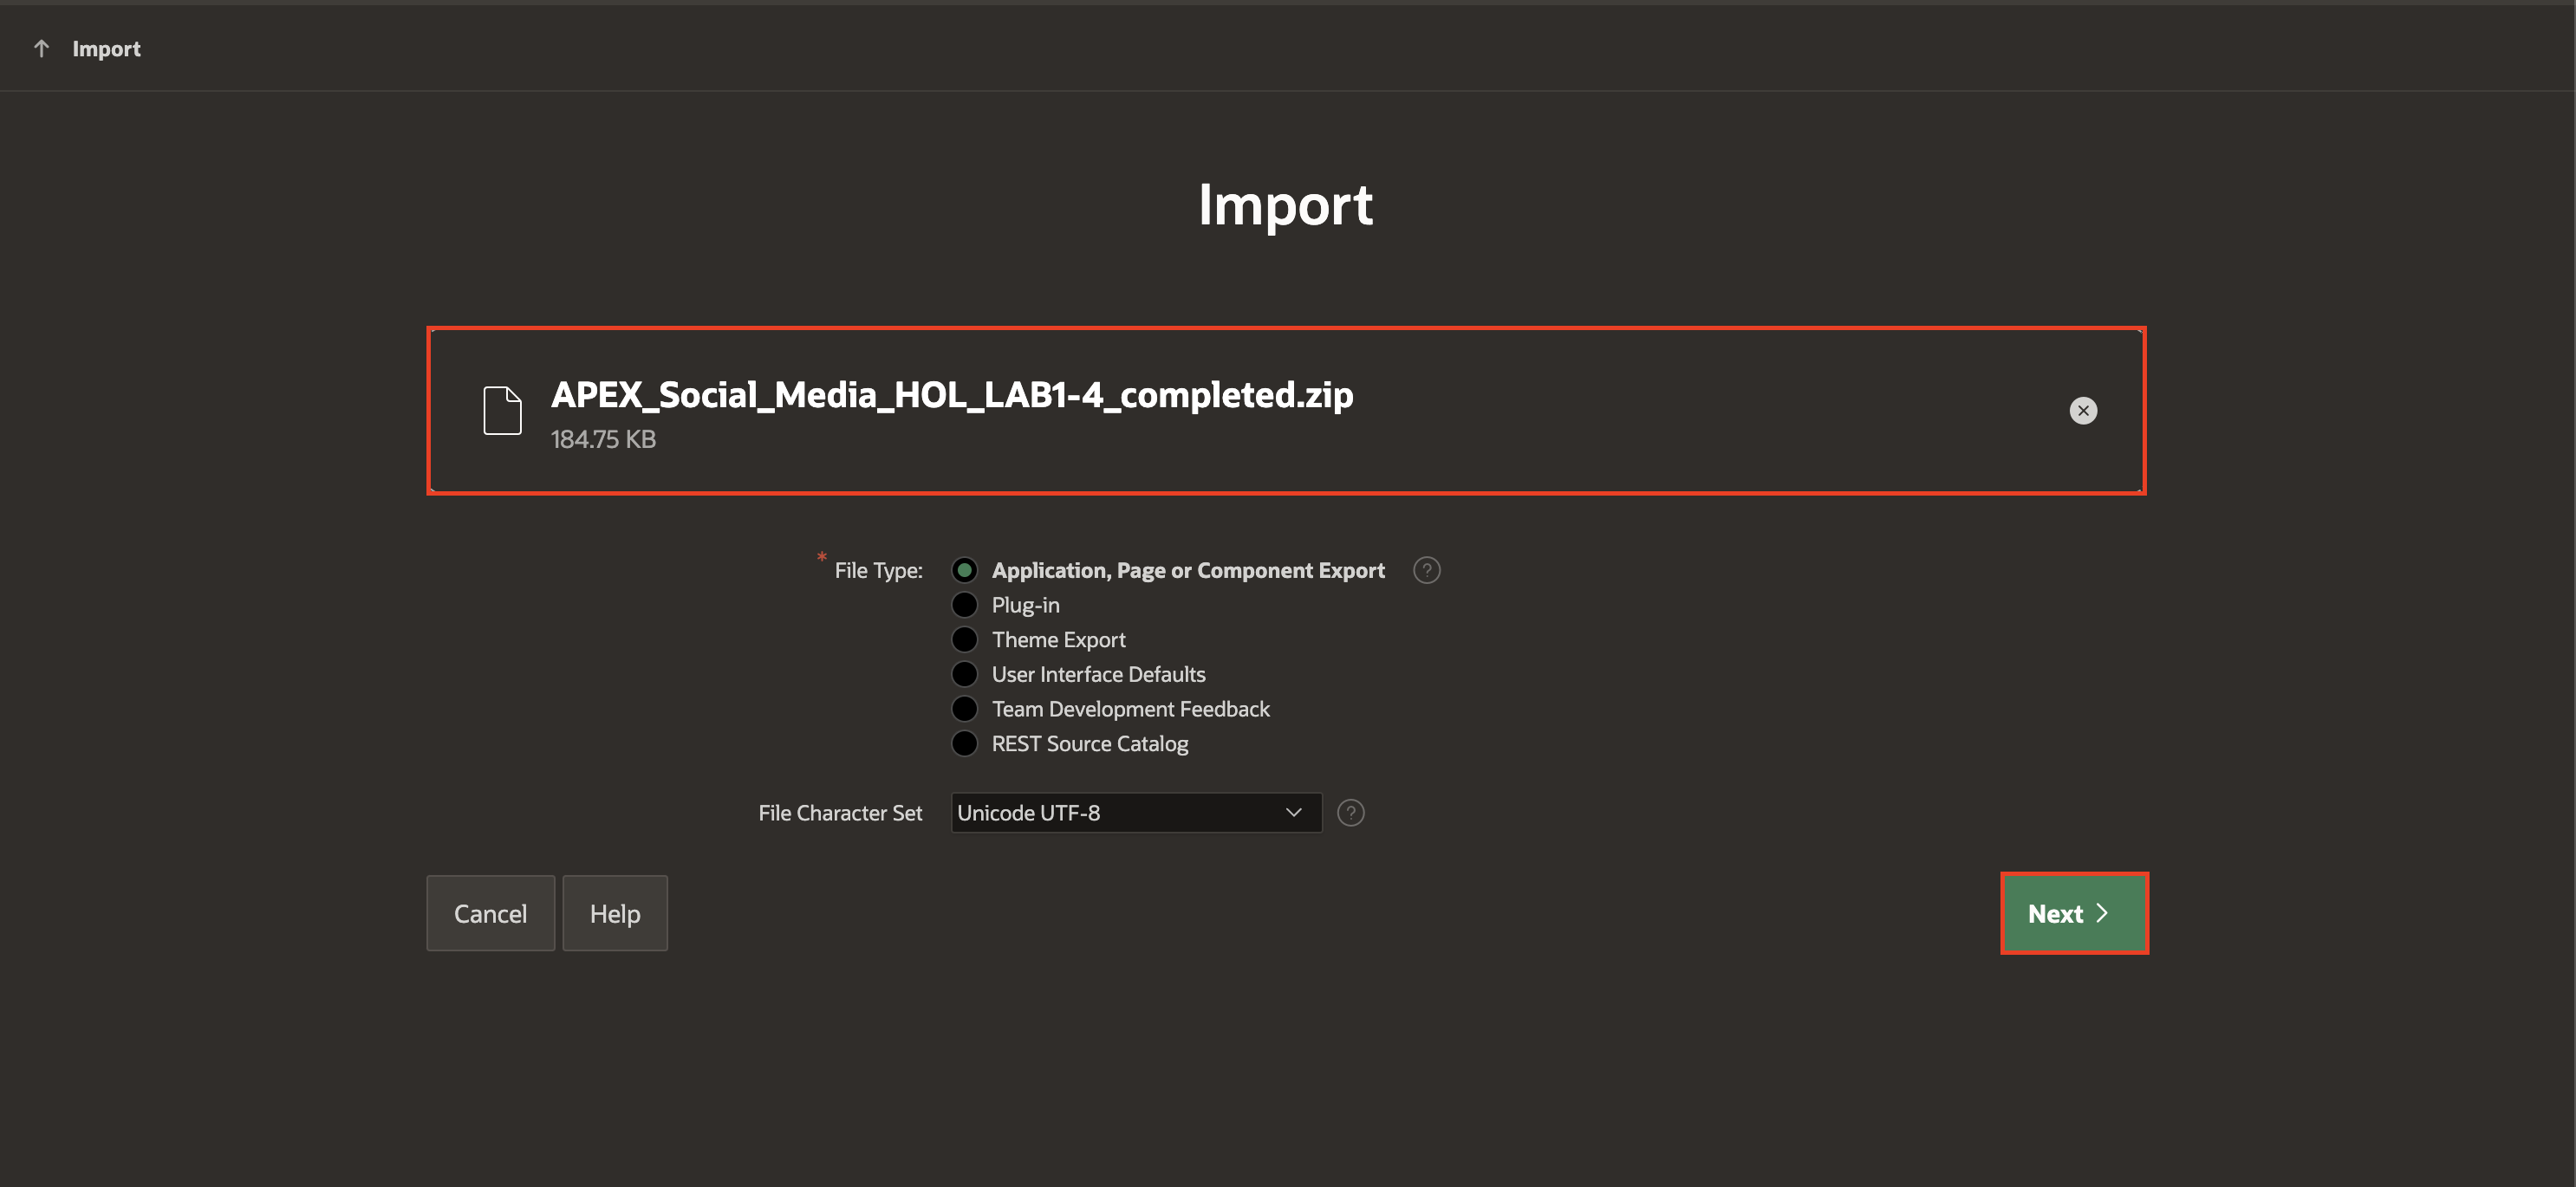 Import
Import
APEX_Social_Media_HOL_LAB1-4_completed.zip
184.75 KB
* File Type:
Application, Page or Component Export ?
Plug-in
Theme Export
User Interface Defaults
Team Development Feedback
REST Source Catalog
File Character Set Unicode UTF-8 ?
Cancel Help Next